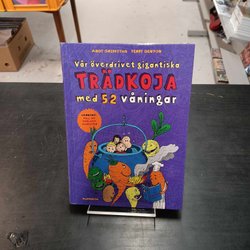 ANDY GRIFFITHS TERRY DENTON
Vår överdrivet gigantiska
TRÄDKOJA
med 52 våningar